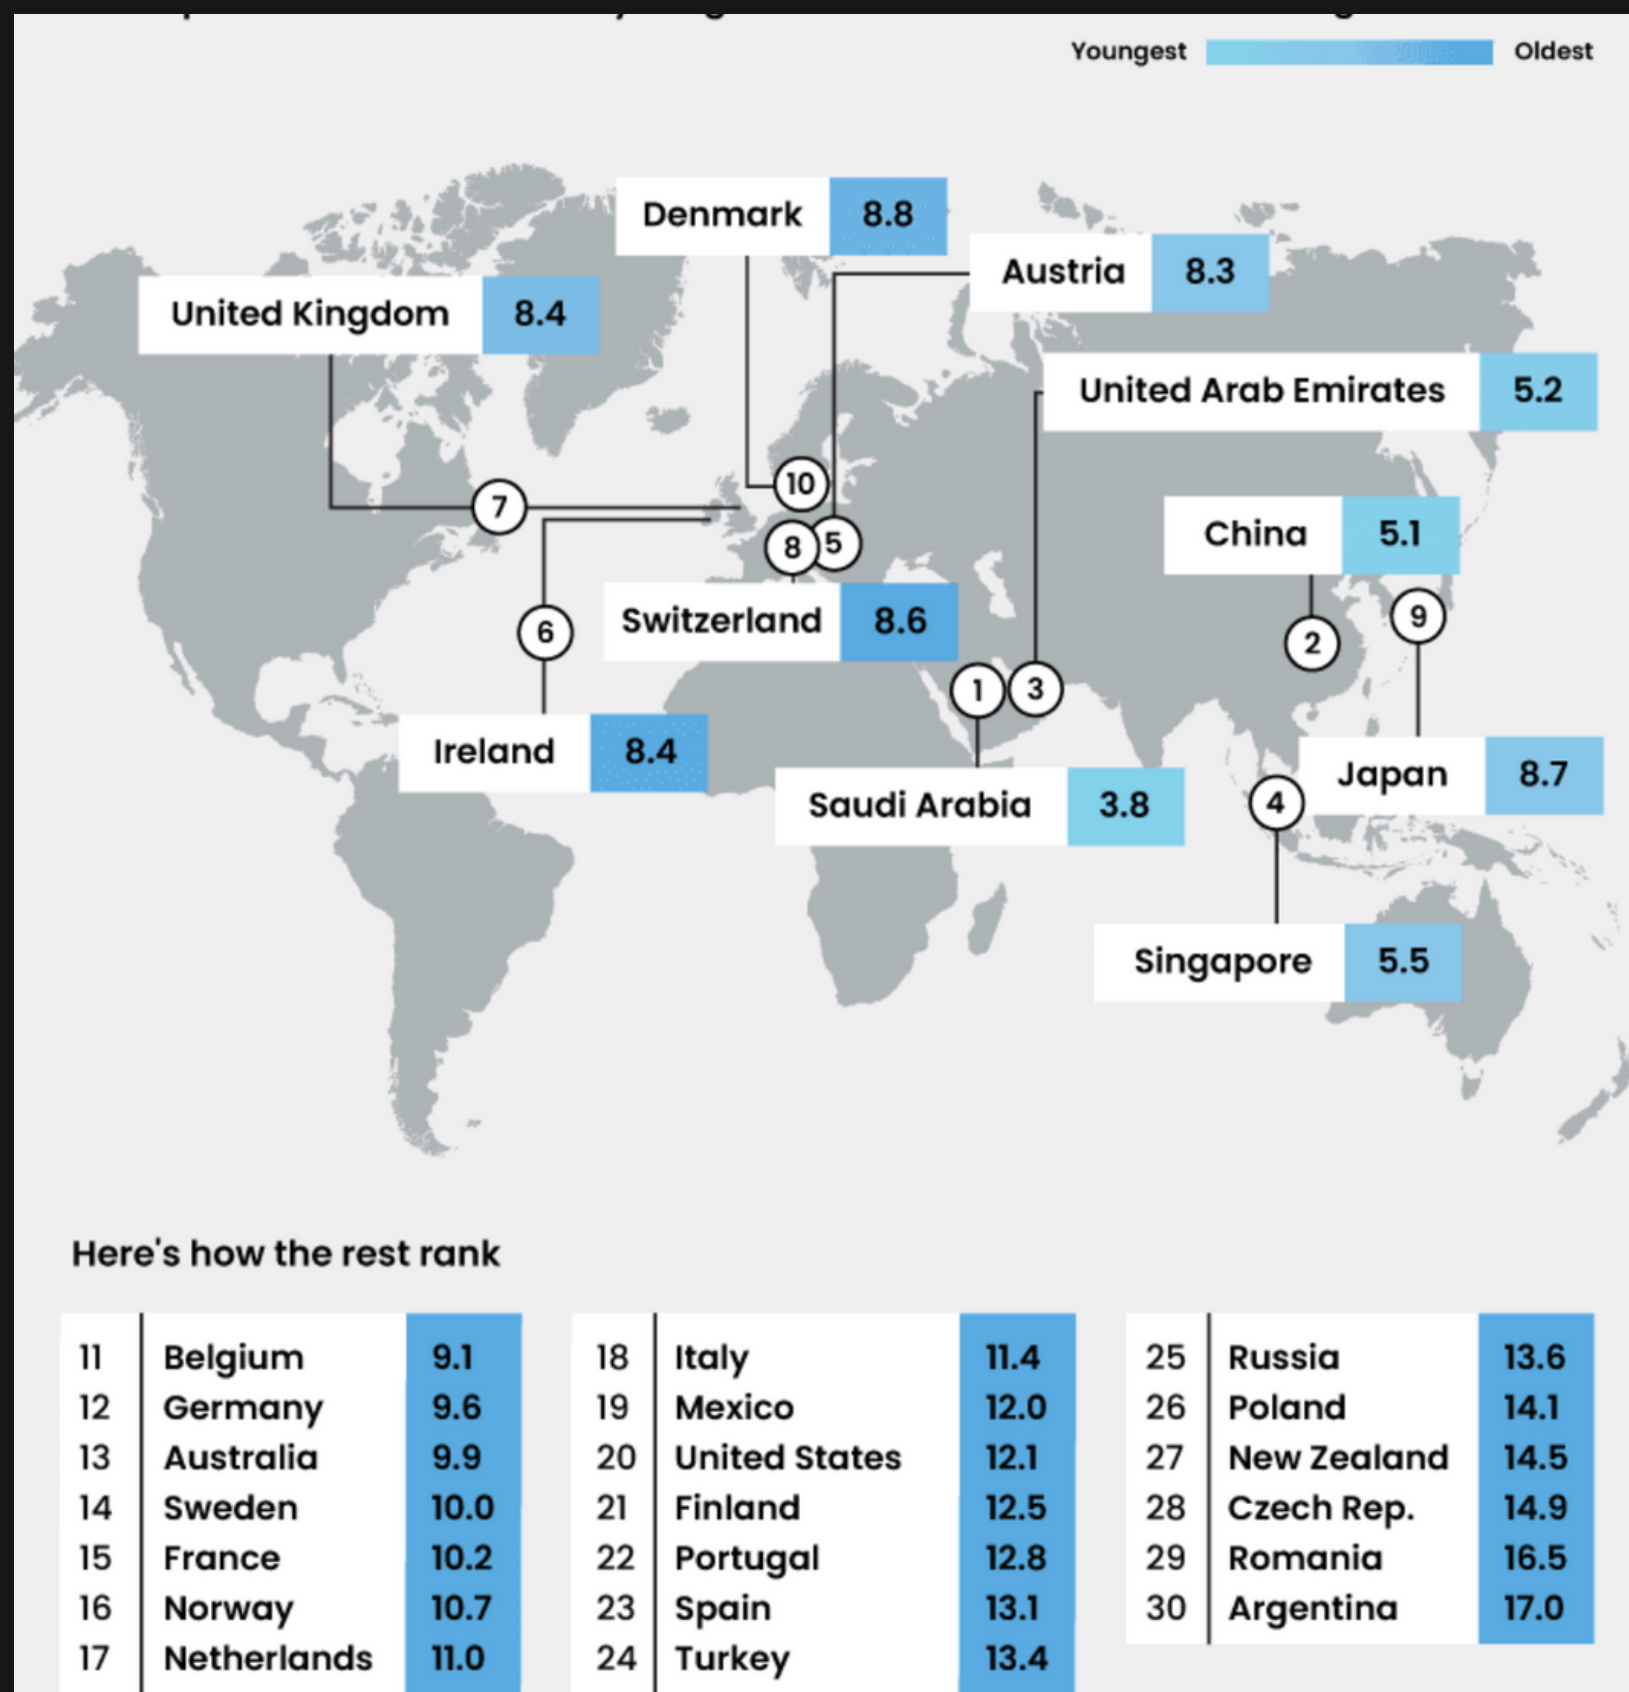 Youngest Oldest
Denmark 8.8
Austria 8.3
United Kingdom 8.4
United Arab Emirates 5.2
7
10
8
5
China 5.1
Switzerland 8.6
6
2
9
1
3
Ireland 8.4
Saudi Arabia 3.8
Japan 8.7
4
Singapore 5.5
Here's how the rest rank
11 Belgium 9.1
12 Germany 9.6
13 Australia 9.9
14 Sweden 10.0
15 France 10.2
16 Norway 10.7
17 Netherlands 11.0
18 Italy 11.4
19 Mexico 12.0
20 United States 12.1
21 Finland 12.5
22 Portugal 12.8
23 Spain 13.1
24 Turkey 13.4
25 Russia 13.6
26 Poland 14.1
27 New Zealand 14.5
28 Czech Rep. 14.9
29 Romania 16.5
30 Argentina 17.0